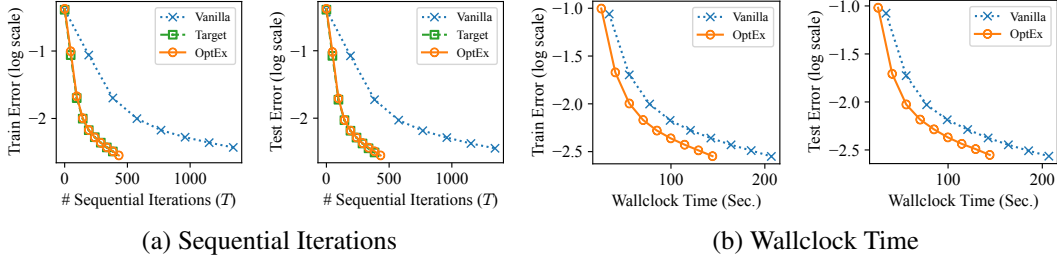 Train Error (log scale)
−1
−2
0
500
1000
# Sequential Iterations (T)
Vanilla
Target
OptEx
Test Error (log scale)
−1
−2
0
500
1000
# Sequential Iterations (T)
Vanilla
Target
OptEx
(a) Sequential Iterations
Train Error (log scale)
−1.0
−1.5
−2.0
−2.5
100
200
Wallclock Time (Sec.)
Vanilla
OptEx
Test Error (log scale)
−1.0
−1.5
−2.0
−2.5
100
200
Wallclock Time (Sec.)
Vanilla
OptEx
(b) Wallclock Time